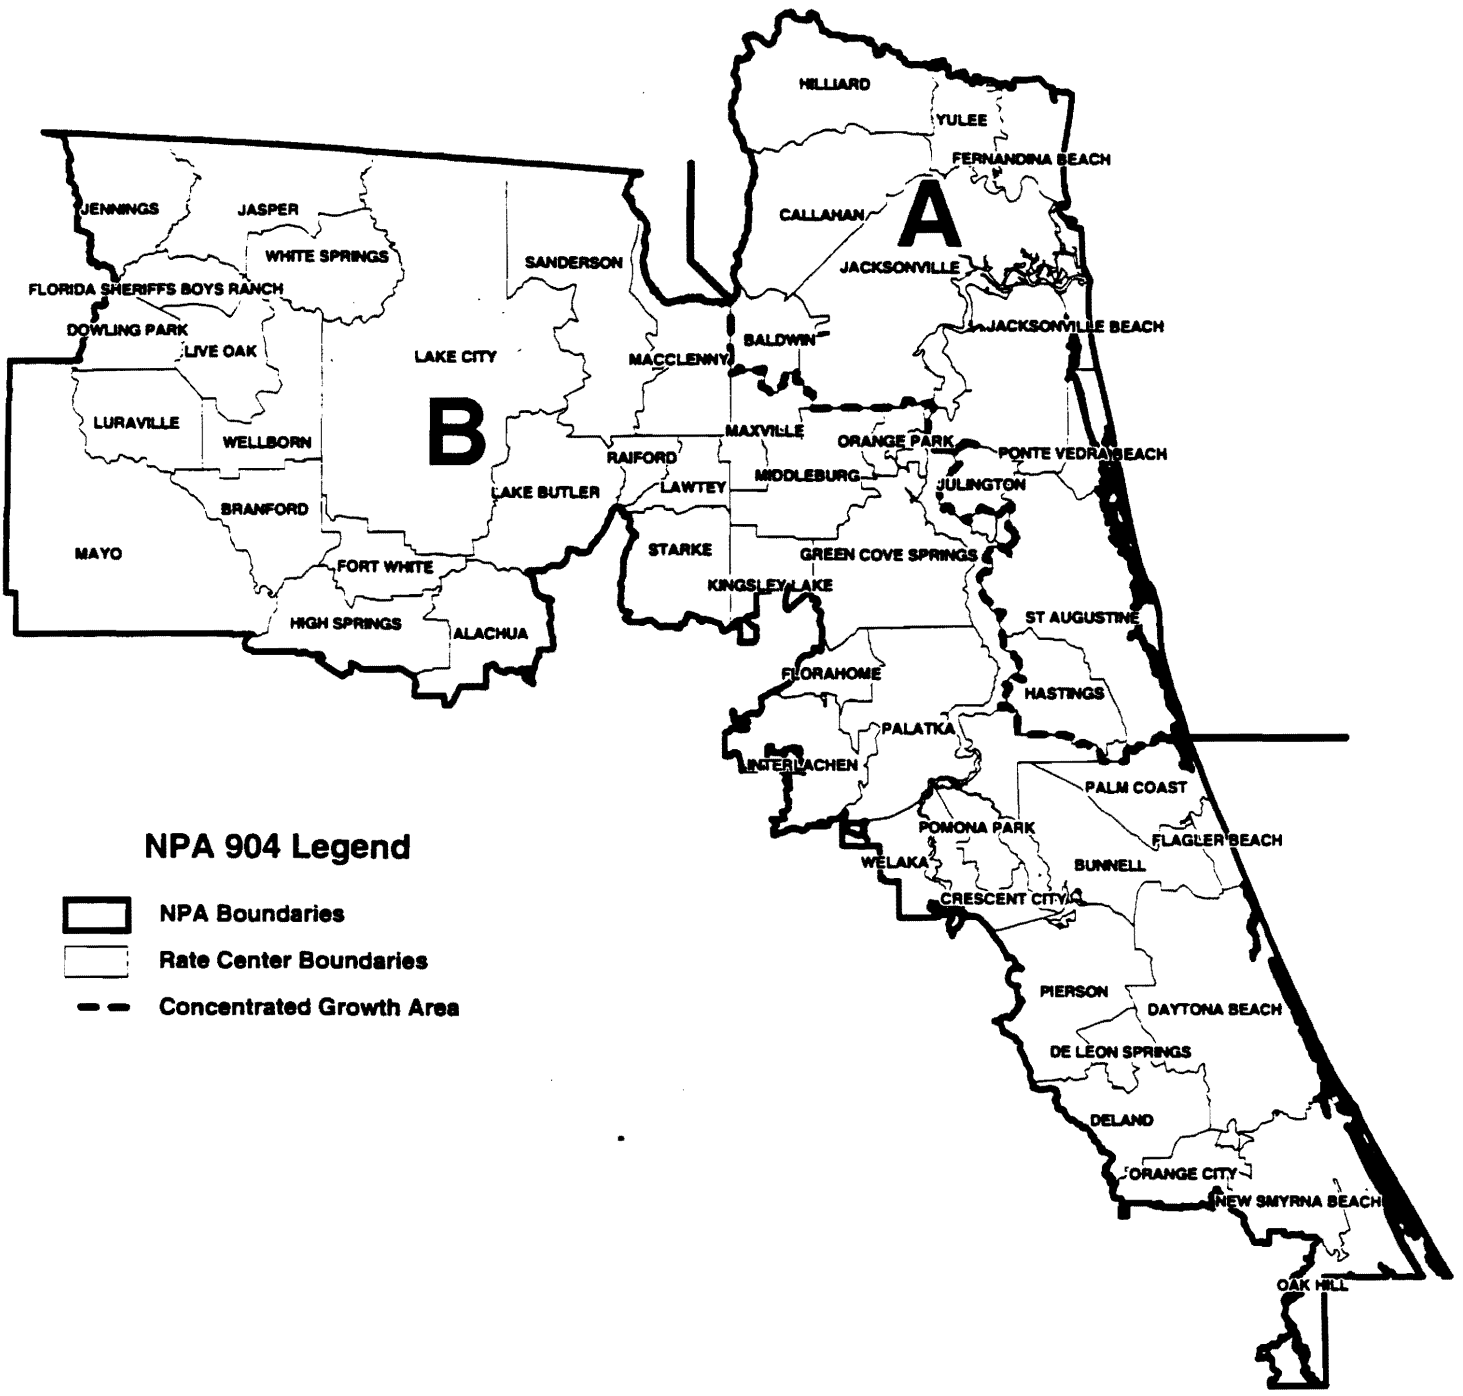 HILLIARD
YULEE
FERNANDINA BEACH
JENNINGS
JASPER
CALLAHAN
A
WHITE SPRINGS
SANDERSON
JACKSONVILLE
FLORIDA SHERIFFS BOYS RANCH
DOWLING PARK
JACKSONVILLE BEACH
LIVE OAK
LAKE CITY
MACCLENNY
BALDWIN
LURAVILLE
WELLBORN
B
MAXVILLE
ORANGE PARK
PONTE VEDRA BEACH
RAIFORD
MIDDLEBURG
JULINGTON
LAKE BUTLER
LAWTEY
BRANFORD
MAYO
FORT WHITE
STARKE
GREEN COVE SPRINGS
KINGSLEY LAKE
HIGH SPRINGS
ALACHUA
ST AUGUSTINE
FLORAHOME
HASTINGS
PALATKA
INTERLACHEN
PALM COAST
POMONA PARK
FLAGLER BEACH
WELAKA
BUNNELL
CRESCENT CITY
PIERSON
DAYTONA BEACH
DE LEON SPRINGS
DELAND
ORANGE CITY
NEW SMYRNA BEACH
OAK HILL
NPA 904 Legend
NPA Boundaries
Rate Center Boundaries
Concentrated Growth Area